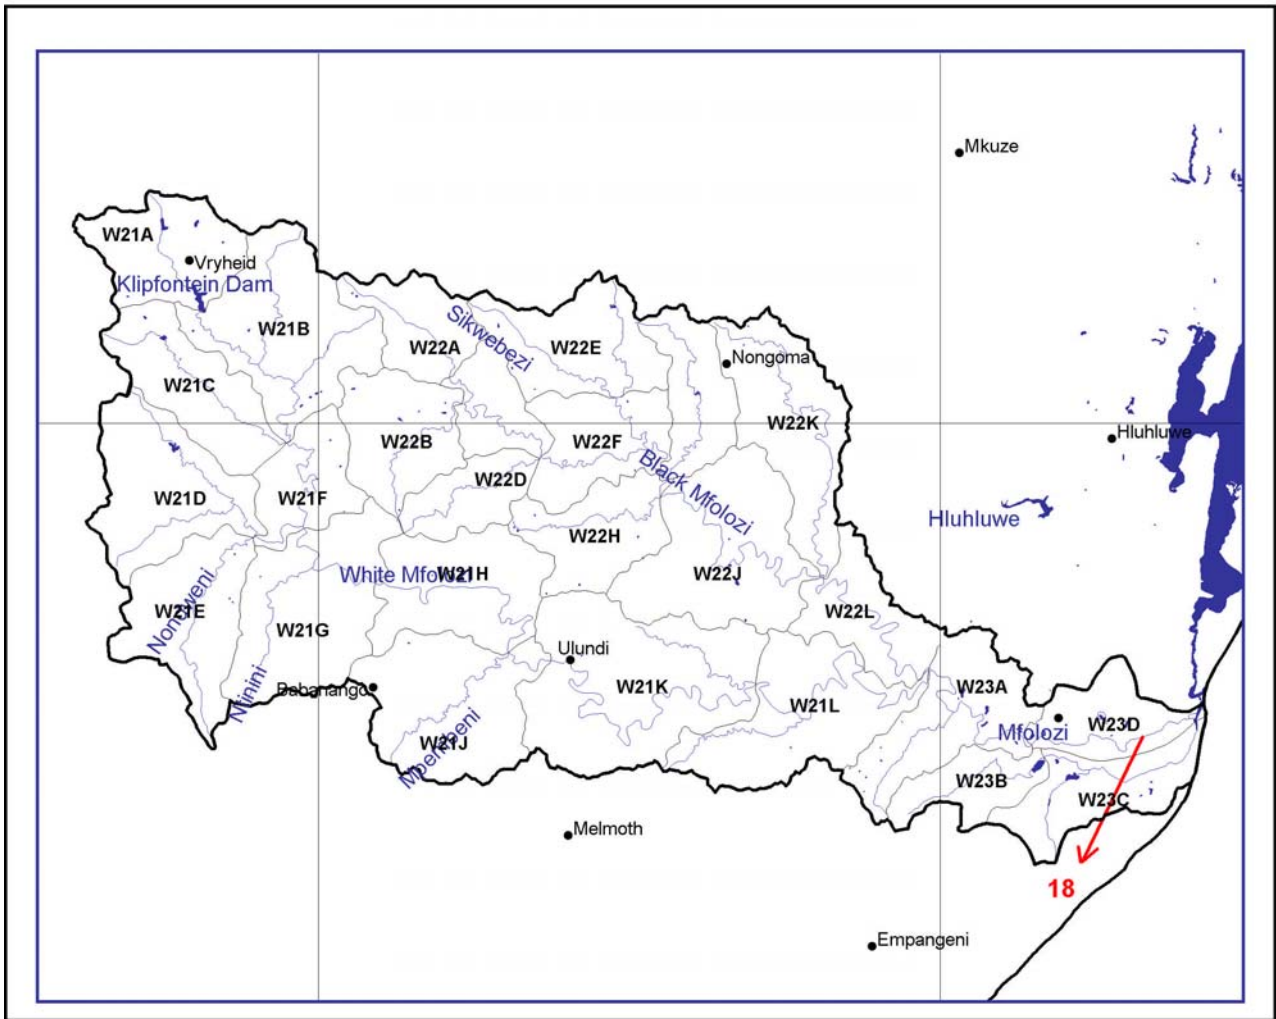 Mkuze
W21A
Vryheid
Klipfontein Dam
W21B
Sikwebezi
W22A
W22E
Nongoma
W21C
W22K
Hluhluwe
W22B
W22F
Black Mfolozi
W22D
W21D
W21F
Hluhluwe
W22H
White Mfolozi
W21H
W22J
Nondweni
W21E
W22L
W21G
Ulundi
W21K
W23A
Ntinini
Babanango
W21L
W23D
Mfolozi
W21J
Mbembeni
W23B
W23C
Melmoth
18
Empangeni